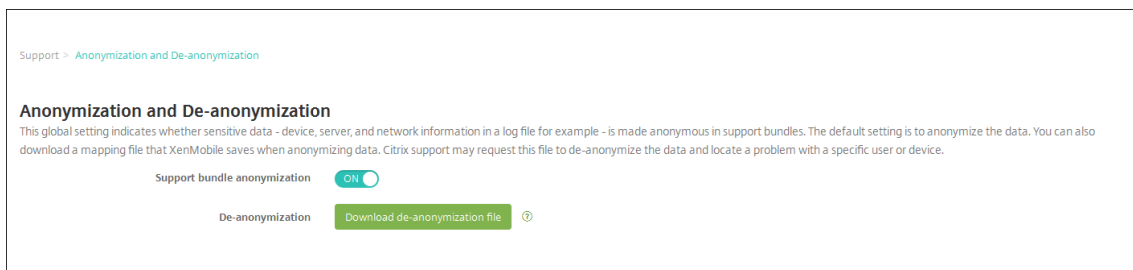 Support > Anonymization and De-anonymization
Anonymization and De-anonymization
This global setting indicates whether sensitive data - device, server, and network information in a log file for example - is made anonymous in support bundles. The default setting is to anonymize the data. You can also
download a mapping file that XenMobile saves when anonymizing data. Citrix support may request this file to de-anonymize the data and locate a problem with a specific user or device.
Support bundle anonymization ON
De-anonymization Download de-anonymization file ?